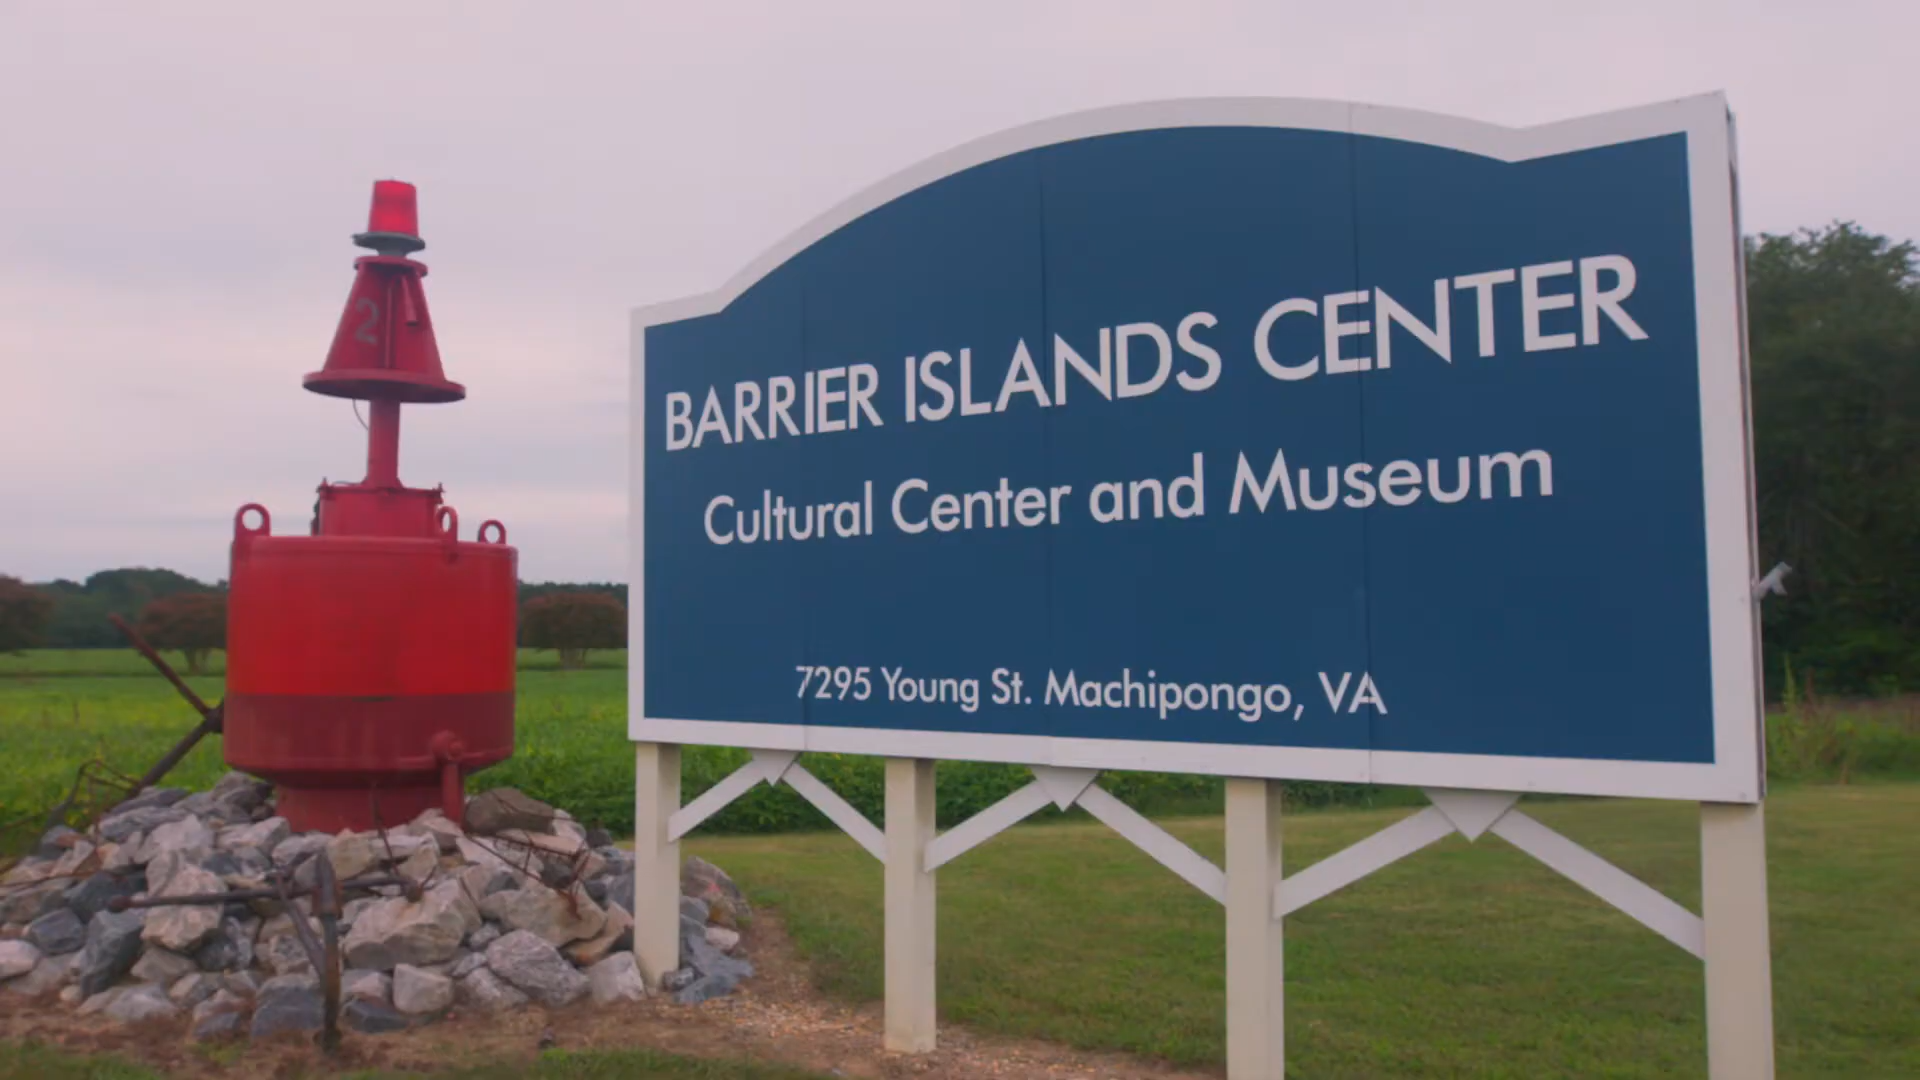 2
BARRIER ISLANDS CENTER
Cultural Center and Museum
7295 Young St. Machipongo, VA